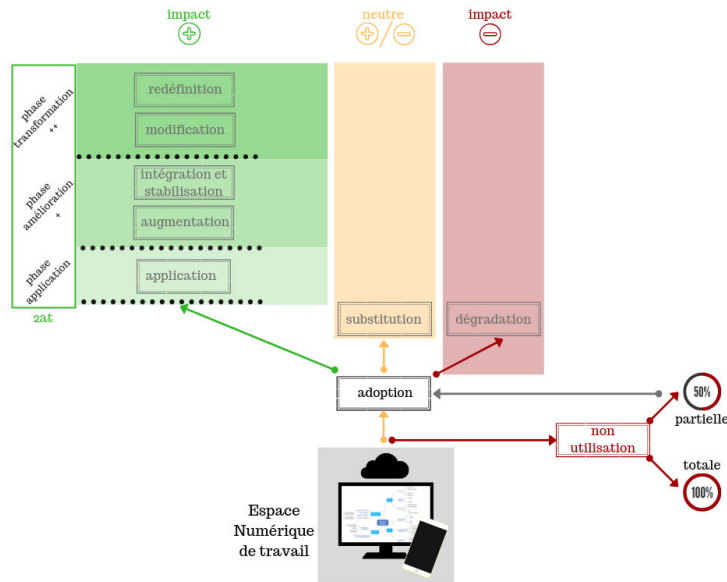 impact
neutre
impact
phase
transformation
++
redéfinition
modification
phase
amélioration
+
intégration et
stabilisation
augmentation
phase
application
application
2at
substitution
dégradation
adoption
50%
partielle
non
utilisation
totale
100%
Espace
Numérique
de travail